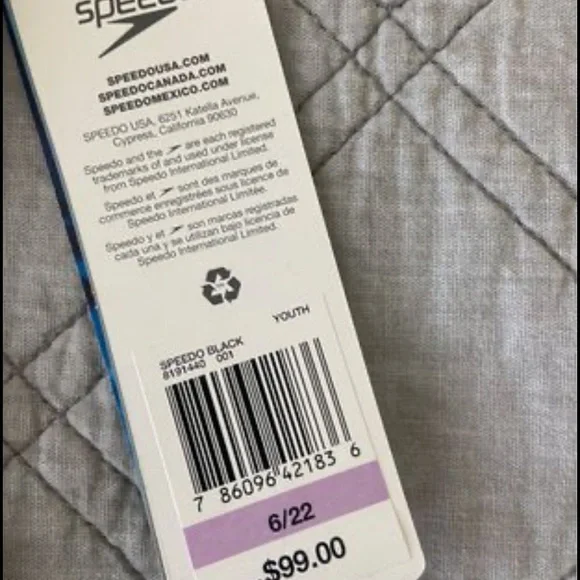 speedo
SPEEDOUSA.COM
SPEEDOCANADA.COM
SPEEDOMEXICO.COM
SPEEDO USA, 6251 Katella Avenue,
Cypress, California 90630
Speedo and the are each registered
trademarks of and used under license
from Speedo International Limited.
Speedo et sont des marques de
commerce enregistrées sous licence de
Speedo International Limitée.
Speedo y et son marcas registradas
cada una y se utilizan bajo licencia de
Speedo International Limited.
YOUTH
SPEEDO BLACK
8191440 001
7 86096 42183 6
6/22
$99.00